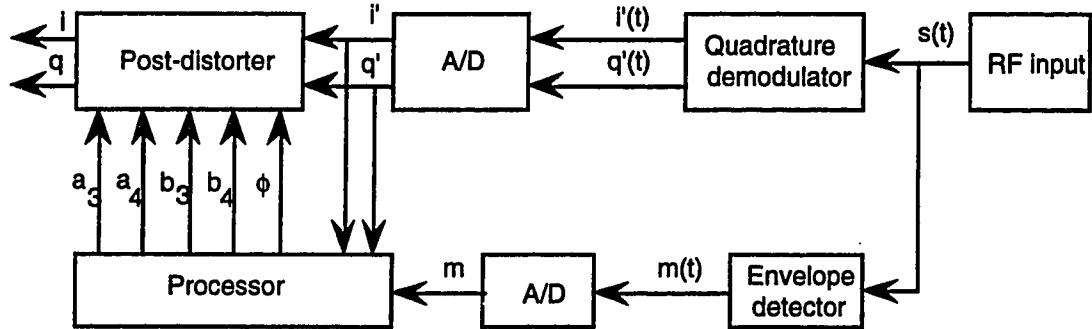 i
q
Post-distorter
i'
q'
A/D
i'(t)
q'(t)
Quadrature
demodulator
s(t)
RF input
a3
a4
b3
b4
ϕ
Processor
m
A/D
m(t)
Envelope
detector